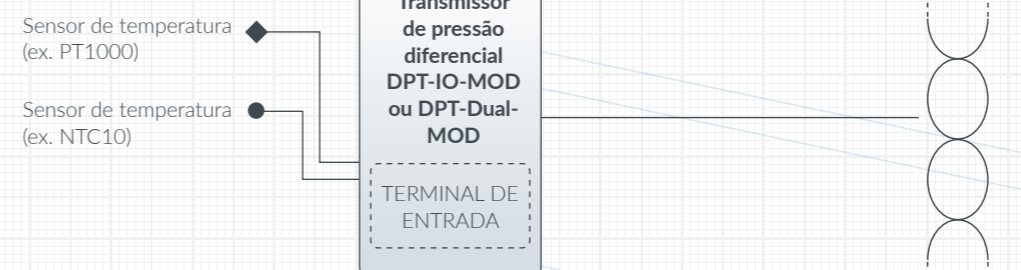 Sensor de temperatura
(ex. PT1000)
Sensor de temperatura
(ex. NTC10)
Transmissor
de pressão
diferencial
DPT-IO-MOD
ou DPT-Dual-
MOD
TERMINAL DE
ENTRADA